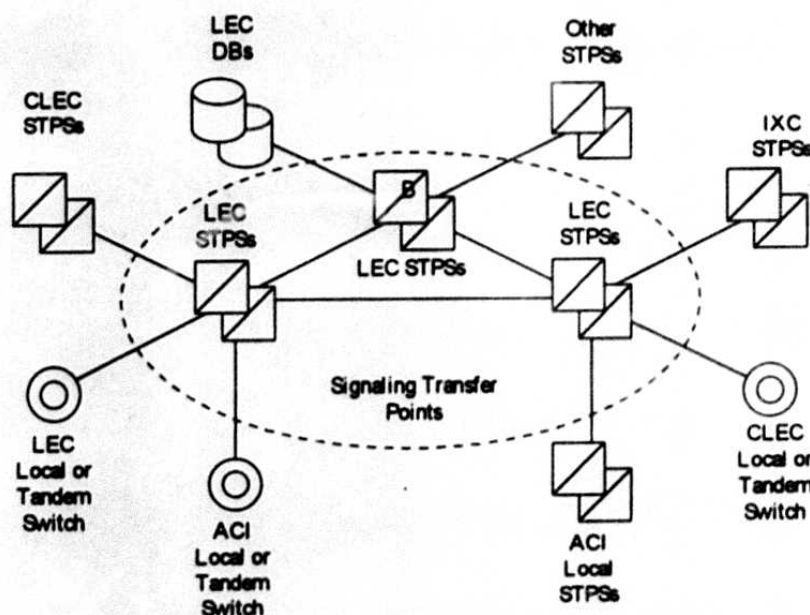 LEC
DBs
Other
STPSs
CLEC
STPSs
IXC
STPSs
B
LEC
STPSs
LEC
STPSs
LEC STPSs
Signaling Transfer
Points
LEC
Local or
Tandem
Switch
ACI
Local or
Tandem
Switch
ACI
Local
STPSs
CLEC
Local or
Tandem
Switch